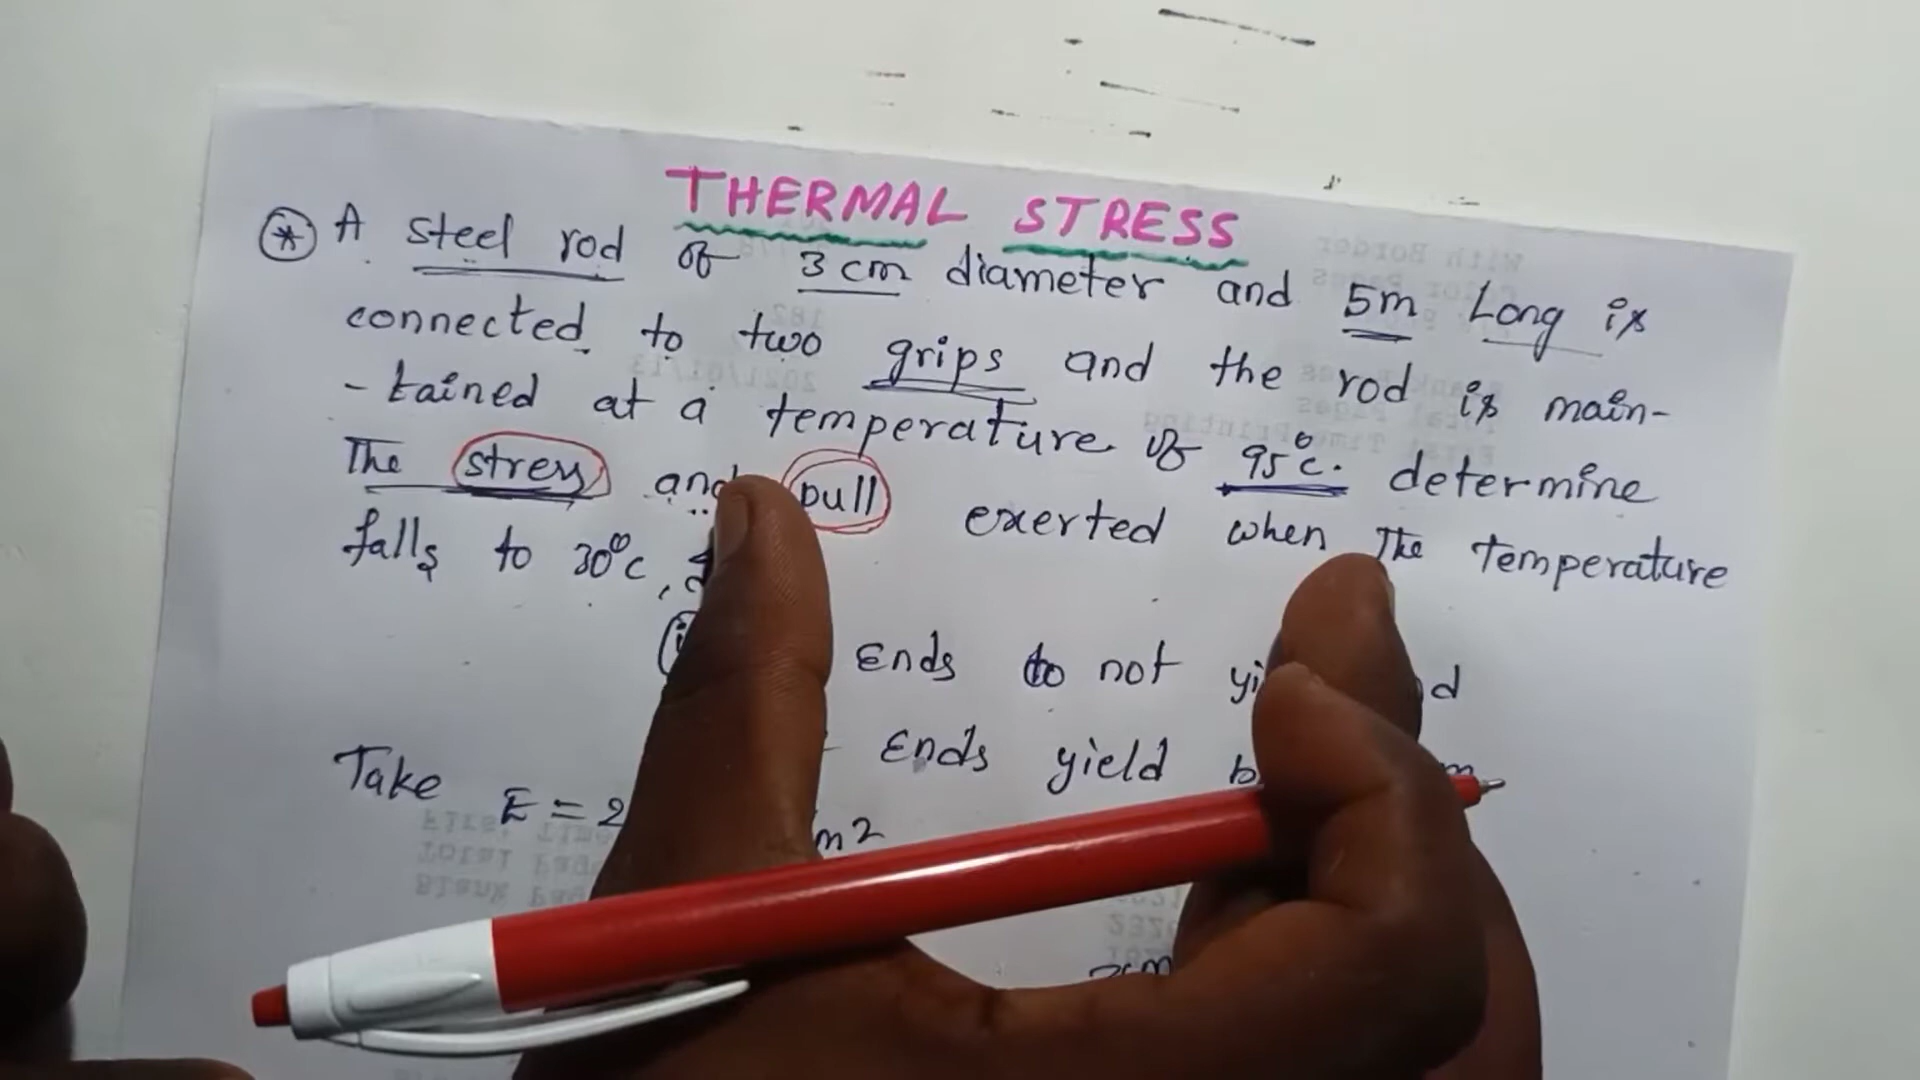 THERMAL STRESS
* A steel rod of 3 cm diameter and 5m Long is
connected to two grips and the rod is main-
- tained at a temperature of 95°c. determine
The stress and pull exerted when The temperature
falls to 30°c,
Ends to not
Ends yield
Take E = 2